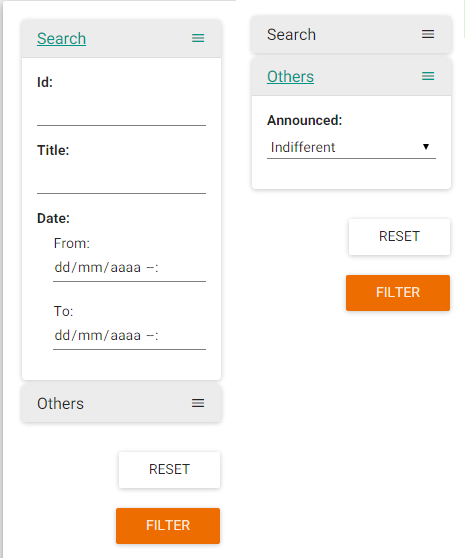 Search
Id:
Title:
Date:
From:
dd/mm/aaaa --:
To:
dd/mm/aaaa --:
Others
RESET
FILTER
Search
Others
Announced:
Indifferent
RESET
FILTER